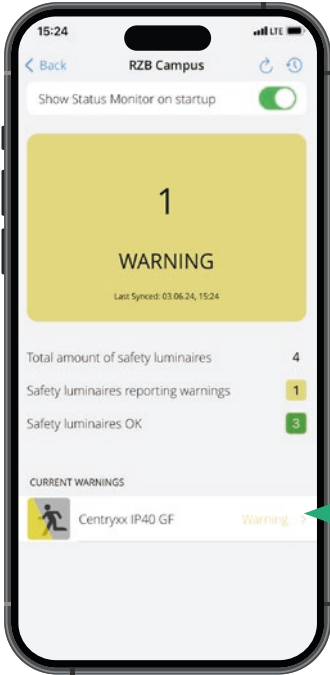 15:24 LTE
Back RZB Campus
Show Status Monitor on startup
1
WARNING
Last Synced: 03.06.24, 15:24
Total amount of safety luminaires 4
Safety luminaires reporting warnings 1
Safety luminaires OK 3
CURRENT WARNINGS
Centryxx IP40 GF Warning